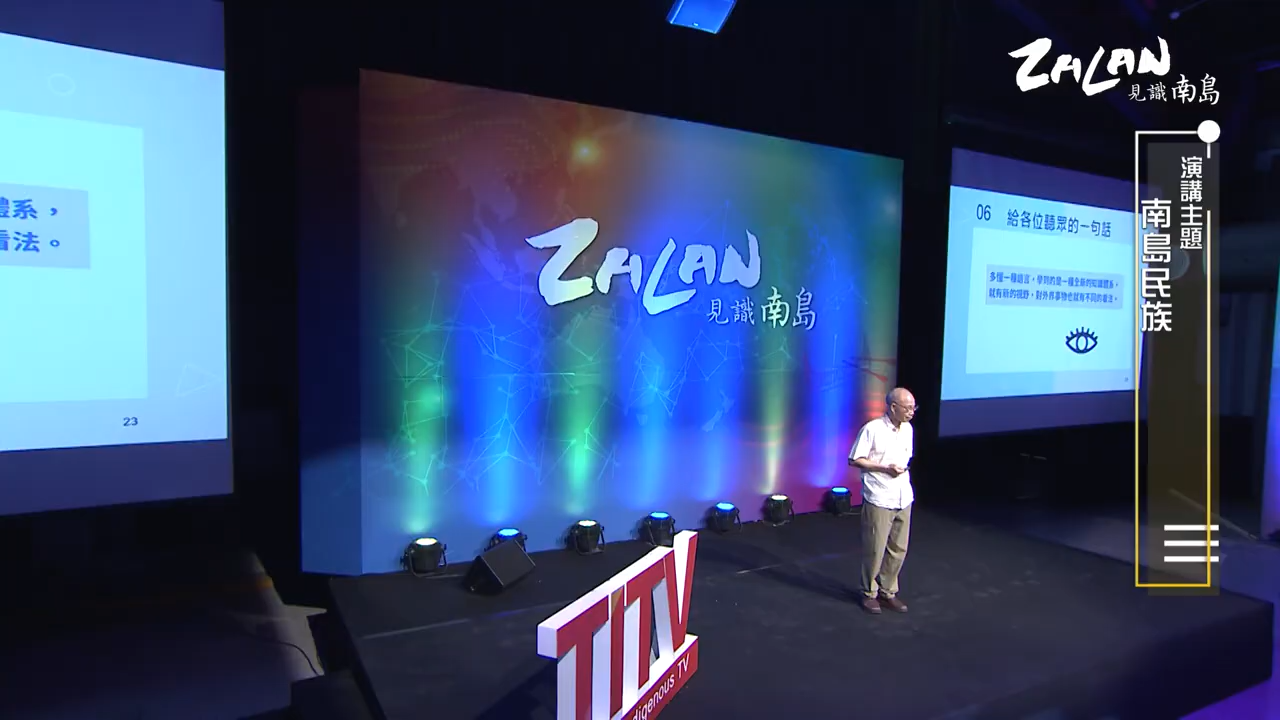 ZALAN
見識南島
演講主題
南島民族
體系，
看法。
23
ZALAN
見識南島
06 給各位聽眾的一句話
多懂一種語言，學到的是一種全新的知識體系，
就有新的視野，對外界事物也就有不同的看法。
TITV
digenous TV